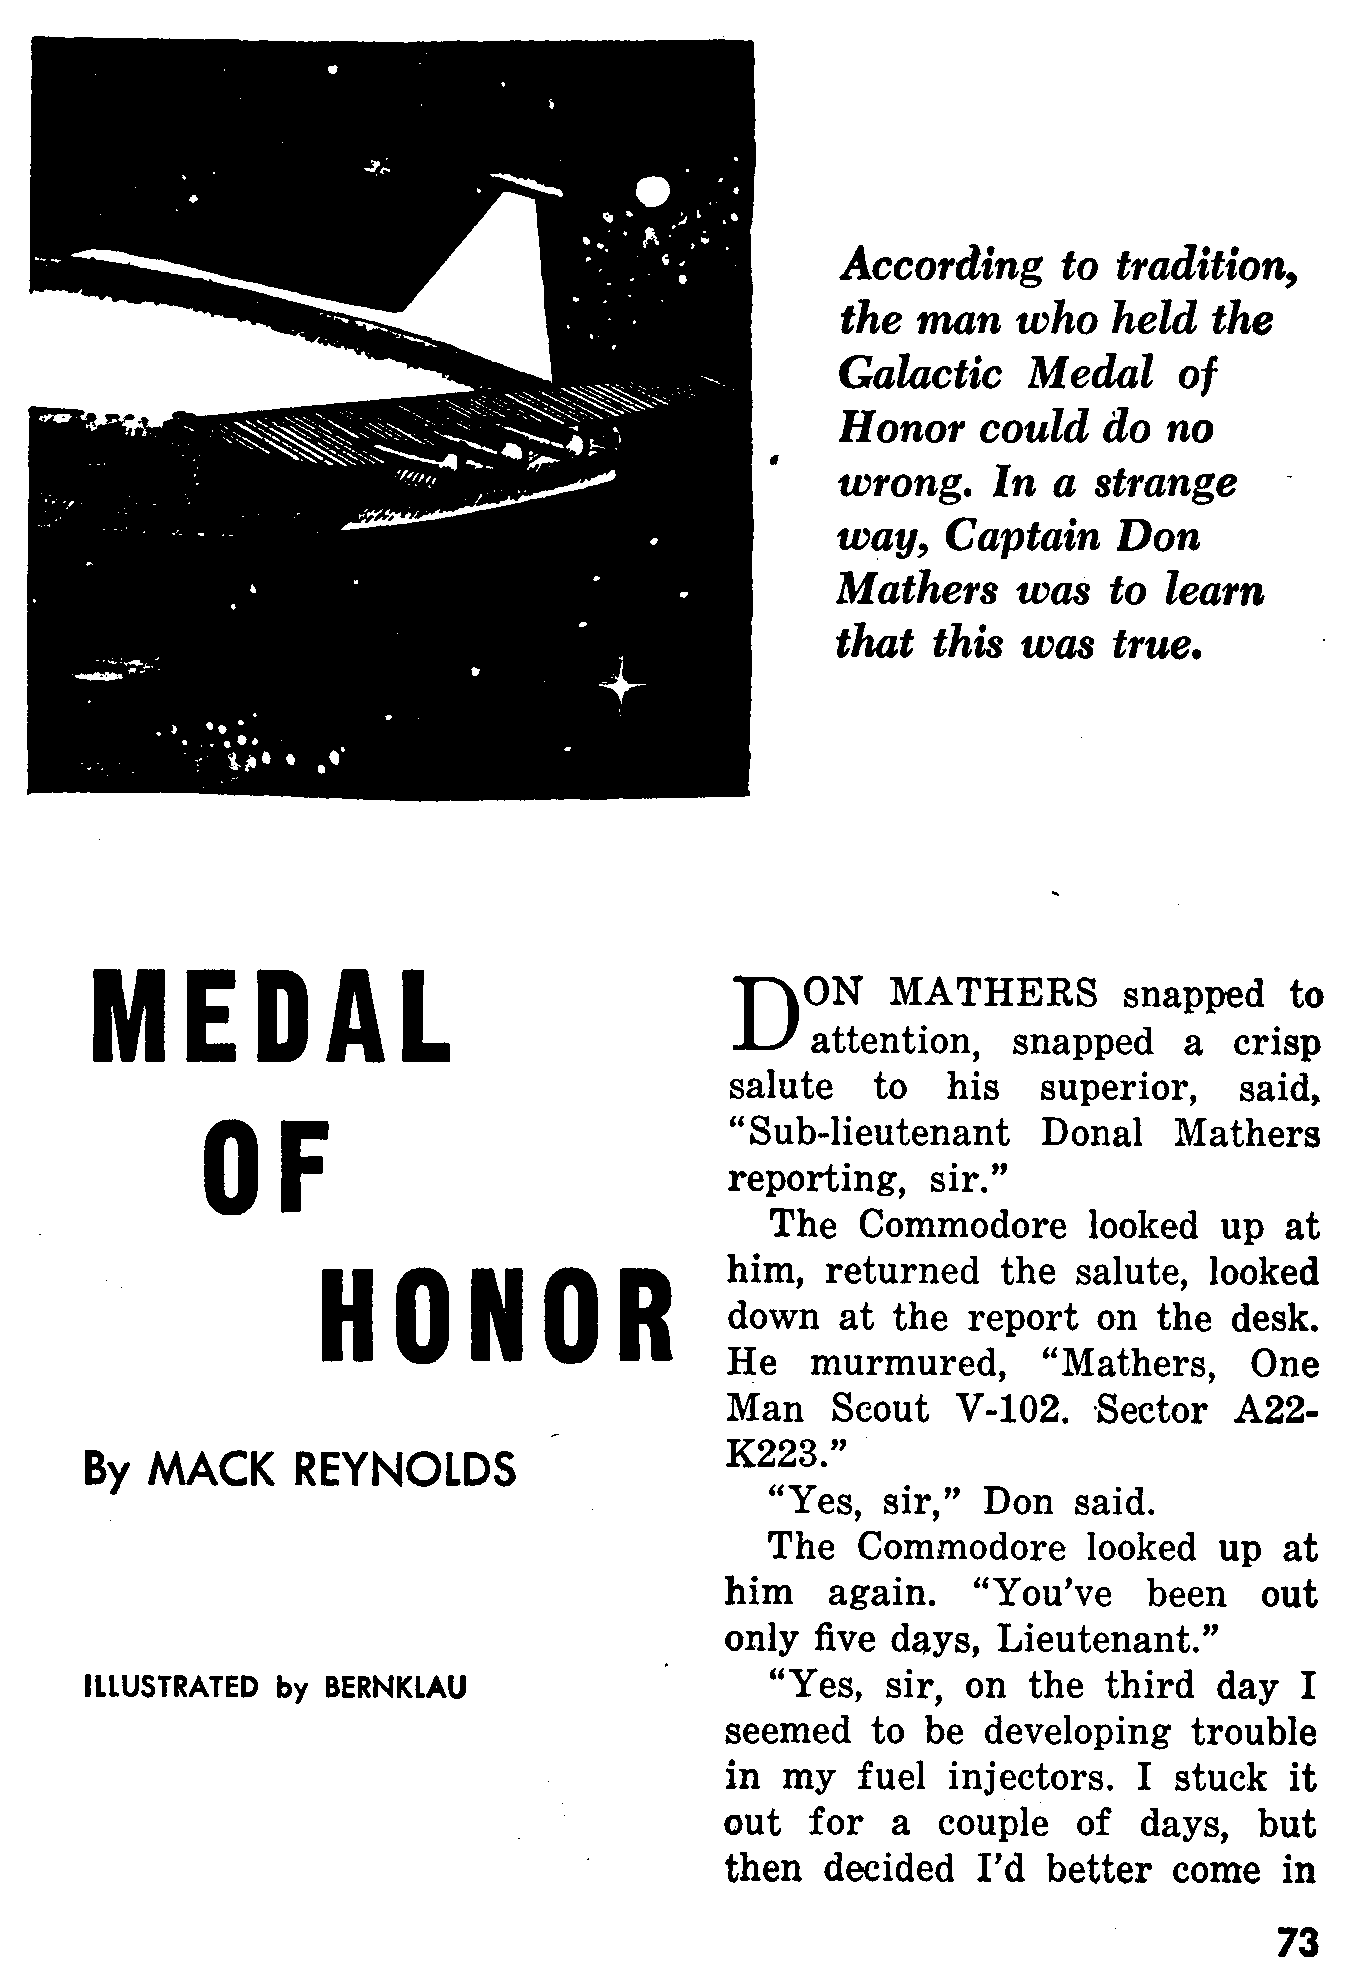 According to tradition,
the man who held the
Galactic Medal of
Honor could do no
wrong. In a strange
way, Captain Don
Mathers was to learn
that this was true.
MEDAL
OF
HONOR
By MACK REYNOLDS
ILLUSTRATED by BERNKLAU
DON MATHERS snapped to
attention, snapped a crisp
salute to his superior, said,
“Sub-lieutenant Donal Mathers
reporting, sir.”
The Commodore looked up at
him, returned the salute, looked
down at the report on the desk.
He murmured, “Mathers, One
Man Scout V-102. Sector A22-
K223.”
“Yes, sir,” Don said.
The Commodore looked up at
him again. “You've been out
only five days, Lieutenant.”
“Yes, sir, on the third day I
seemed to be developing trouble
in my fuel injectors. I stuck it
out for a couple of days, but
then decided I'd better come in
73